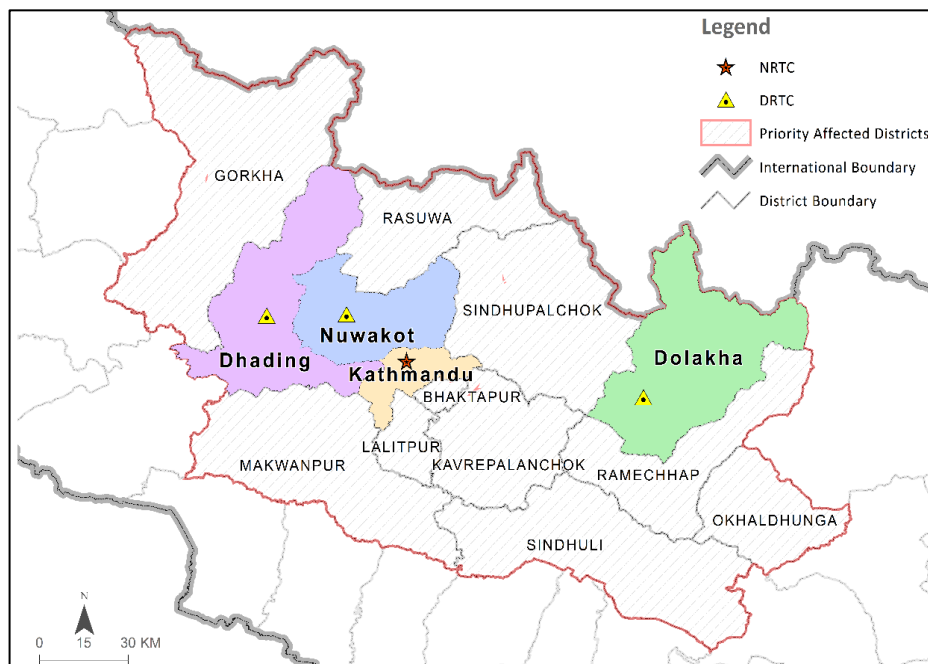 Legend
NRTC
DRTC
Priority Affected Districts
International Boundary
District Boundary
GORKHA
RASUWA
SINDHUPALCHOK
Nuwakot
Dhading
Dolakha
Kathmandu
BHAKTAPUR
LALITPUR
MAKWANPUR
KAVREPALANCHOK
RAMECHHAP
OKHALDHUNGA
SINDHULI
N
0 15 30 KM